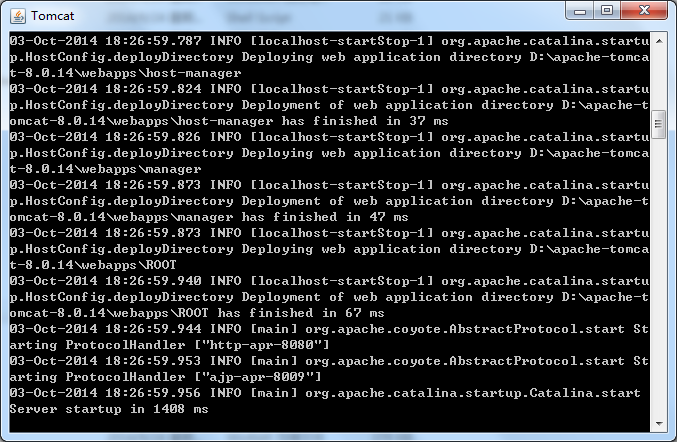 Tomcat
03-Oct-2014 18:26:59.787 INFO [localhost-startStop-1] org.apache.catalina.startu
p.HostConfig.deployDirectory Deploying web application directory D:\apache-tomca
t-8.0.14\webapps\host-manager
03-Oct-2014 18:26:59.824 INFO [localhost-startStop-1] org.apache.catalina.startu
p.HostConfig.deployDirectory Deployment of web application directory D:\apache-t
omcat-8.0.14\webapps\host-manager has finished in 37 ms
03-Oct-2014 18:26:59.826 INFO [localhost-startStop-1] org.apache.catalina.startu
p.HostConfig.deployDirectory Deploying web application directory D:\apache-tomca
t-8.0.14\webapps\manager
03-Oct-2014 18:26:59.873 INFO [localhost-startStop-1] org.apache.catalina.startu
p.HostConfig.deployDirectory Deployment of web application directory D:\apache-t
omcat-8.0.14\webapps\manager has finished in 47 ms
03-Oct-2014 18:26:59.873 INFO [localhost-startStop-1] org.apache.catalina.startu
p.HostConfig.deployDirectory Deploying web application directory D:\apache-tomca
t-8.0.14\webapps\ROOT
03-Oct-2014 18:26:59.940 INFO [localhost-startStop-1] org.apache.catalina.startu
p.HostConfig.deployDirectory Deployment of web application directory D:\apache-t
omcat-8.0.14\webapps\ROOT has finished in 67 ms
03-Oct-2014 18:26:59.944 INFO [main] org.apache.coyote.AbstractProtocol.start St
arting ProtocolHandler ["http-apr-8080"]
03-Oct-2014 18:26:59.953 INFO [main] org.apache.coyote.AbstractProtocol.start St
arting ProtocolHandler ["ajp-apr-8009"]
03-Oct-2014 18:26:59.956 INFO [main] org.apache.catalina.startup.Catalina.start
Server startup in 1408 ms